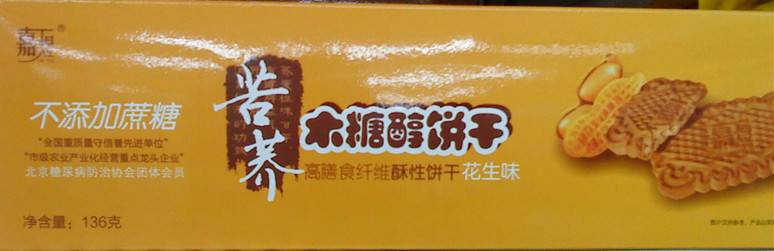 嘉
不添加蔗糖
"全国重质量守信誉先进单位"
"市级农业产业化经营重点龙头企业"
北京糖尿病防治协会团体会员
净含量：136克
苦荞
木糖醇饼干
高膳食纤维酥性饼干花生味